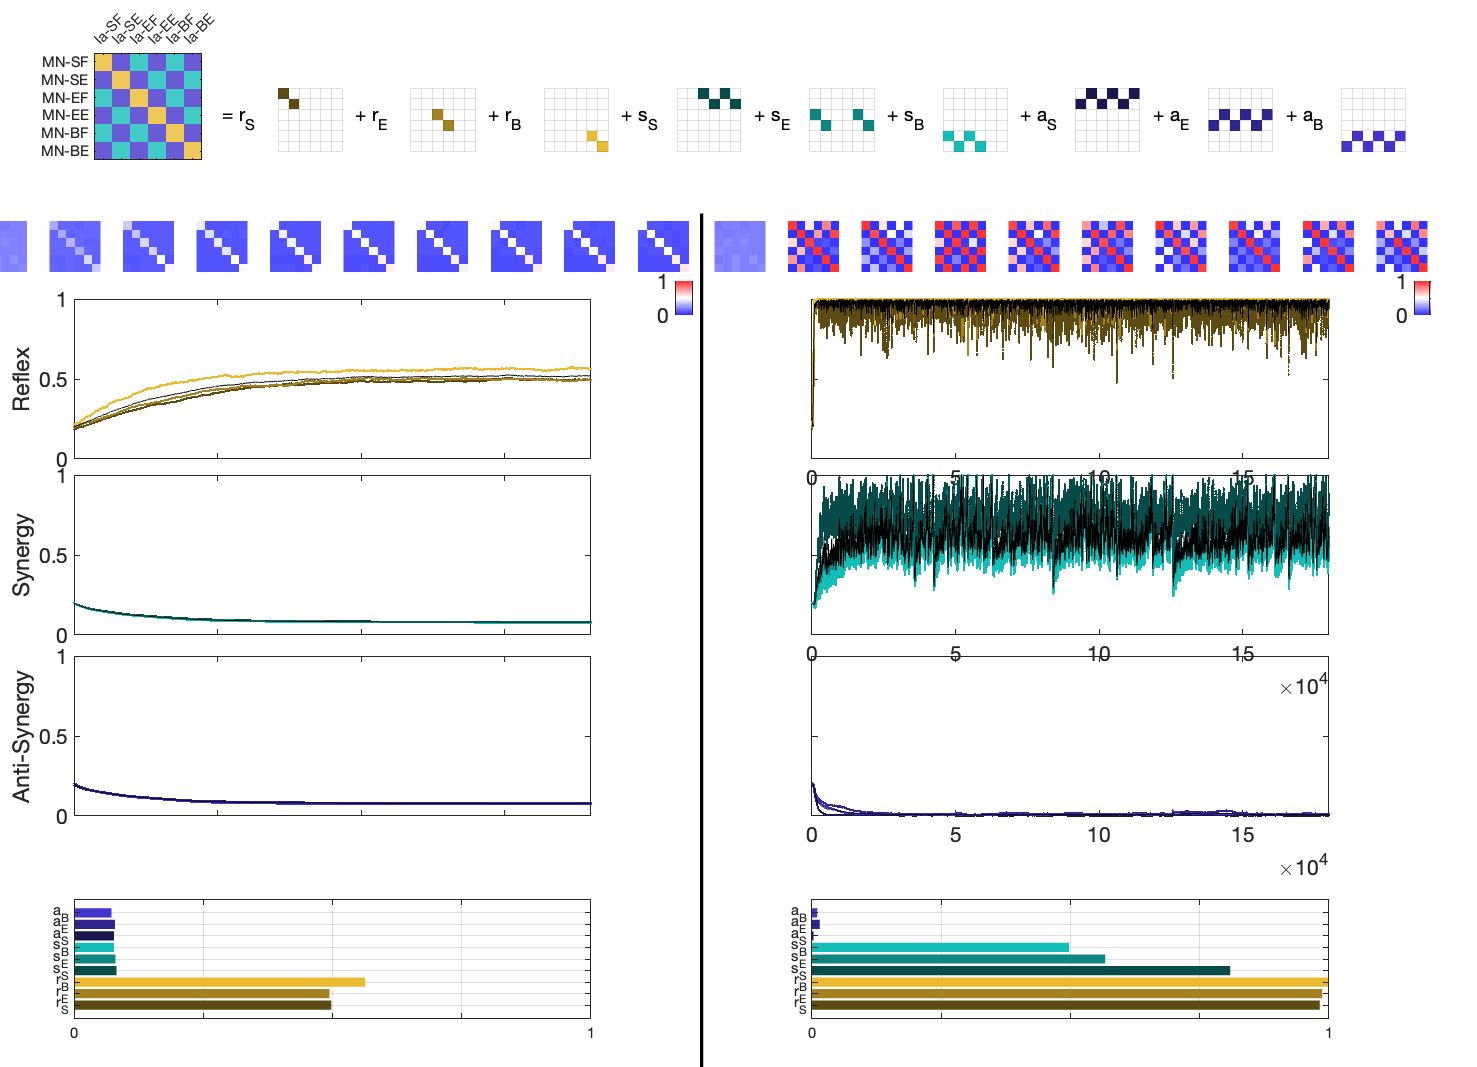 Ia-SF Ia-SE Ia-EF Ia-EE Ia-BF Ia-BE
MN-SF
MN-SE
MN-EF
MN-EE
MN-BF
MN-BE
= rS + rE + rB + sS + sE + sB + aS + aE + aB
1
0
1
0
Reflex
1
0.5
0
0 5 10 15
Synergy
1
0.5
0
0 5 10 15
×10^4
Anti-Synergy
1
0.5
0
0 5 10 15
×10^4
aB
aE
aS
sB
sE
sS
rB
rE
rS
0 1
aB
aE
aS
sB
sE
sS
rB
rE
rS
0 1